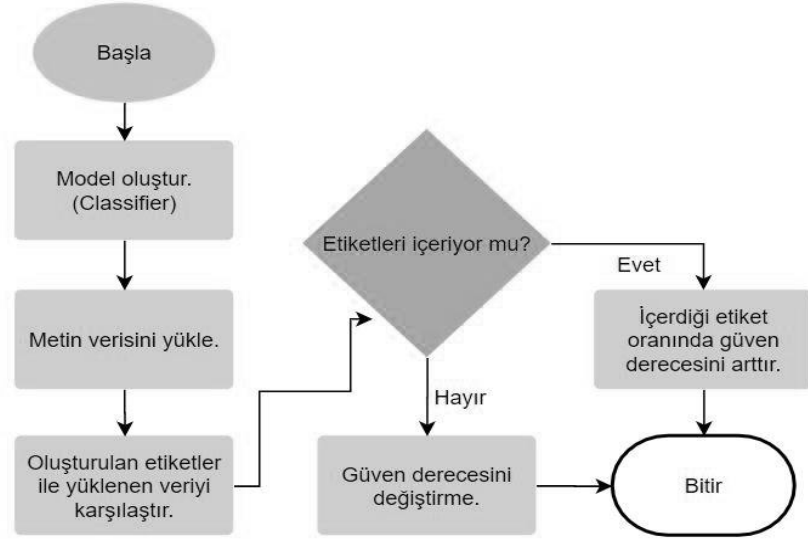 Başla
Model oluştur.
(Classifier)
Metin verisini yükle.
Oluşturulan etiketler
ile yüklenen veriyi
karşılaştır.
Etiketleri içeriyor mu?
Evet
İçerdiği etiket
oranında güven
derecesini arttır.
Hayır
Güven derecesini
değiştirme.
Bitir